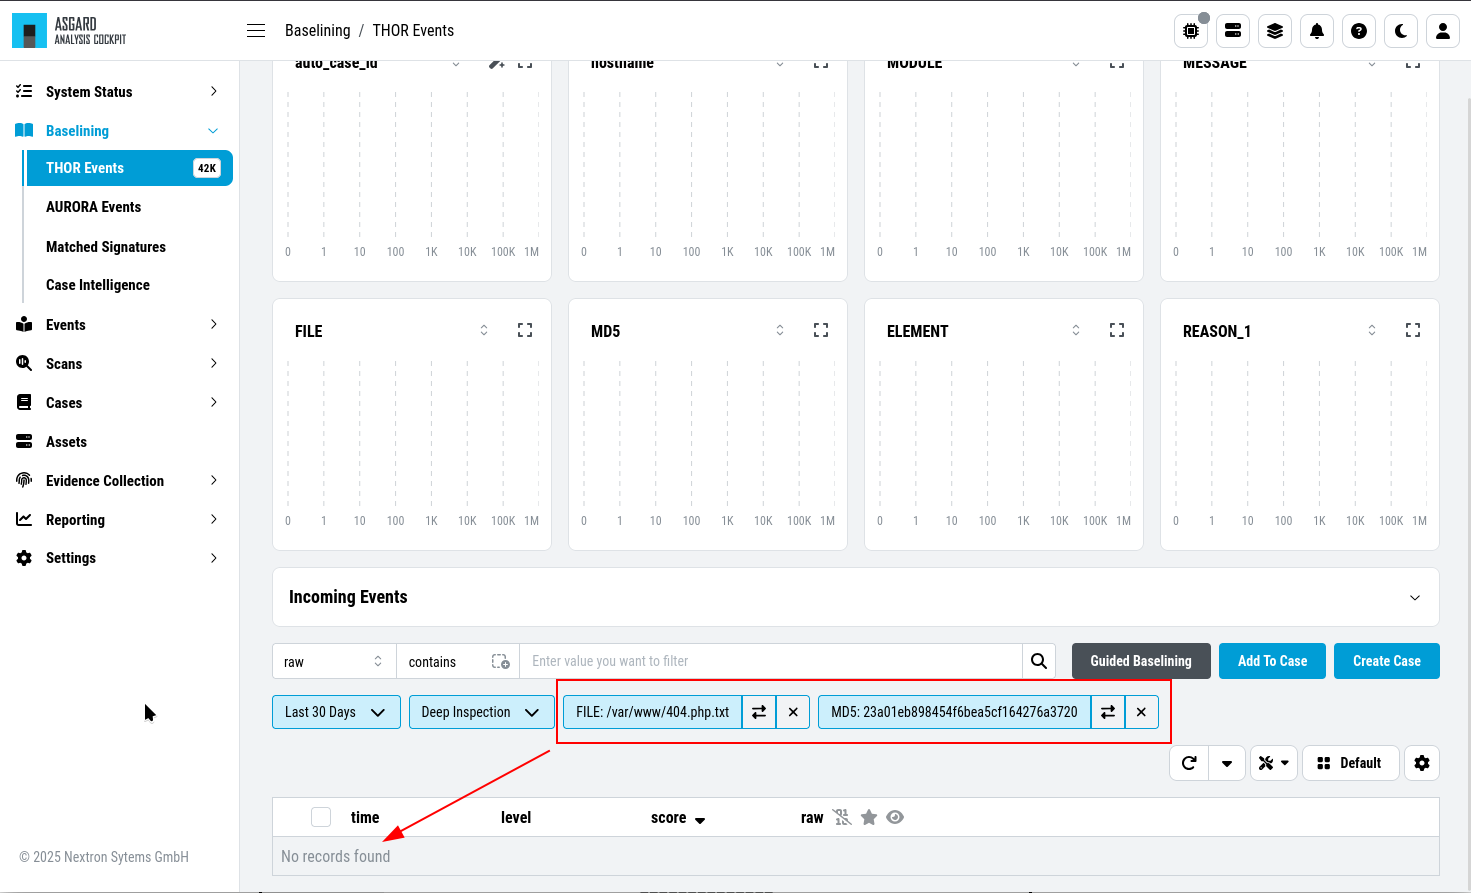 ASGARD
ANALYSIS COCKPIT
Baselining / THOR Events
System Status
Baselining
THOR Events 42K
AURORA Events
Matched Signatures
Case Intelligence
Events
Scans
Cases
Assets
Evidence Collection
Reporting
Settings
© 2025 Nextron Sytems GmbH
auto_case_id hostname MODULE MESSAGE
0 1 10 100 1K 10K 100K 1M 0 1 10 100 1K 10K 100K 1M 0 1 10 100 1K 10K 100K 1M 0 1 10 100 1K 10K 100K 1M
FILE MD5 ELEMENT REASON_1
0 1 10 100 1K 10K 100K 1M 0 1 10 100 1K 10K 100K 1M 0 1 10 100 1K 10K 100K 1M 0 1 10 100 1K 10K 100K 1M
Incoming Events
raw contains Enter value you want to filter Guided Baselining Add To Case Create Case
Last 30 Days Deep Inspection FILE: /var/www/404.php.txt MD5: 23a01eb898454f6bea5cf164276a3720
Default
time level score raw
No records found